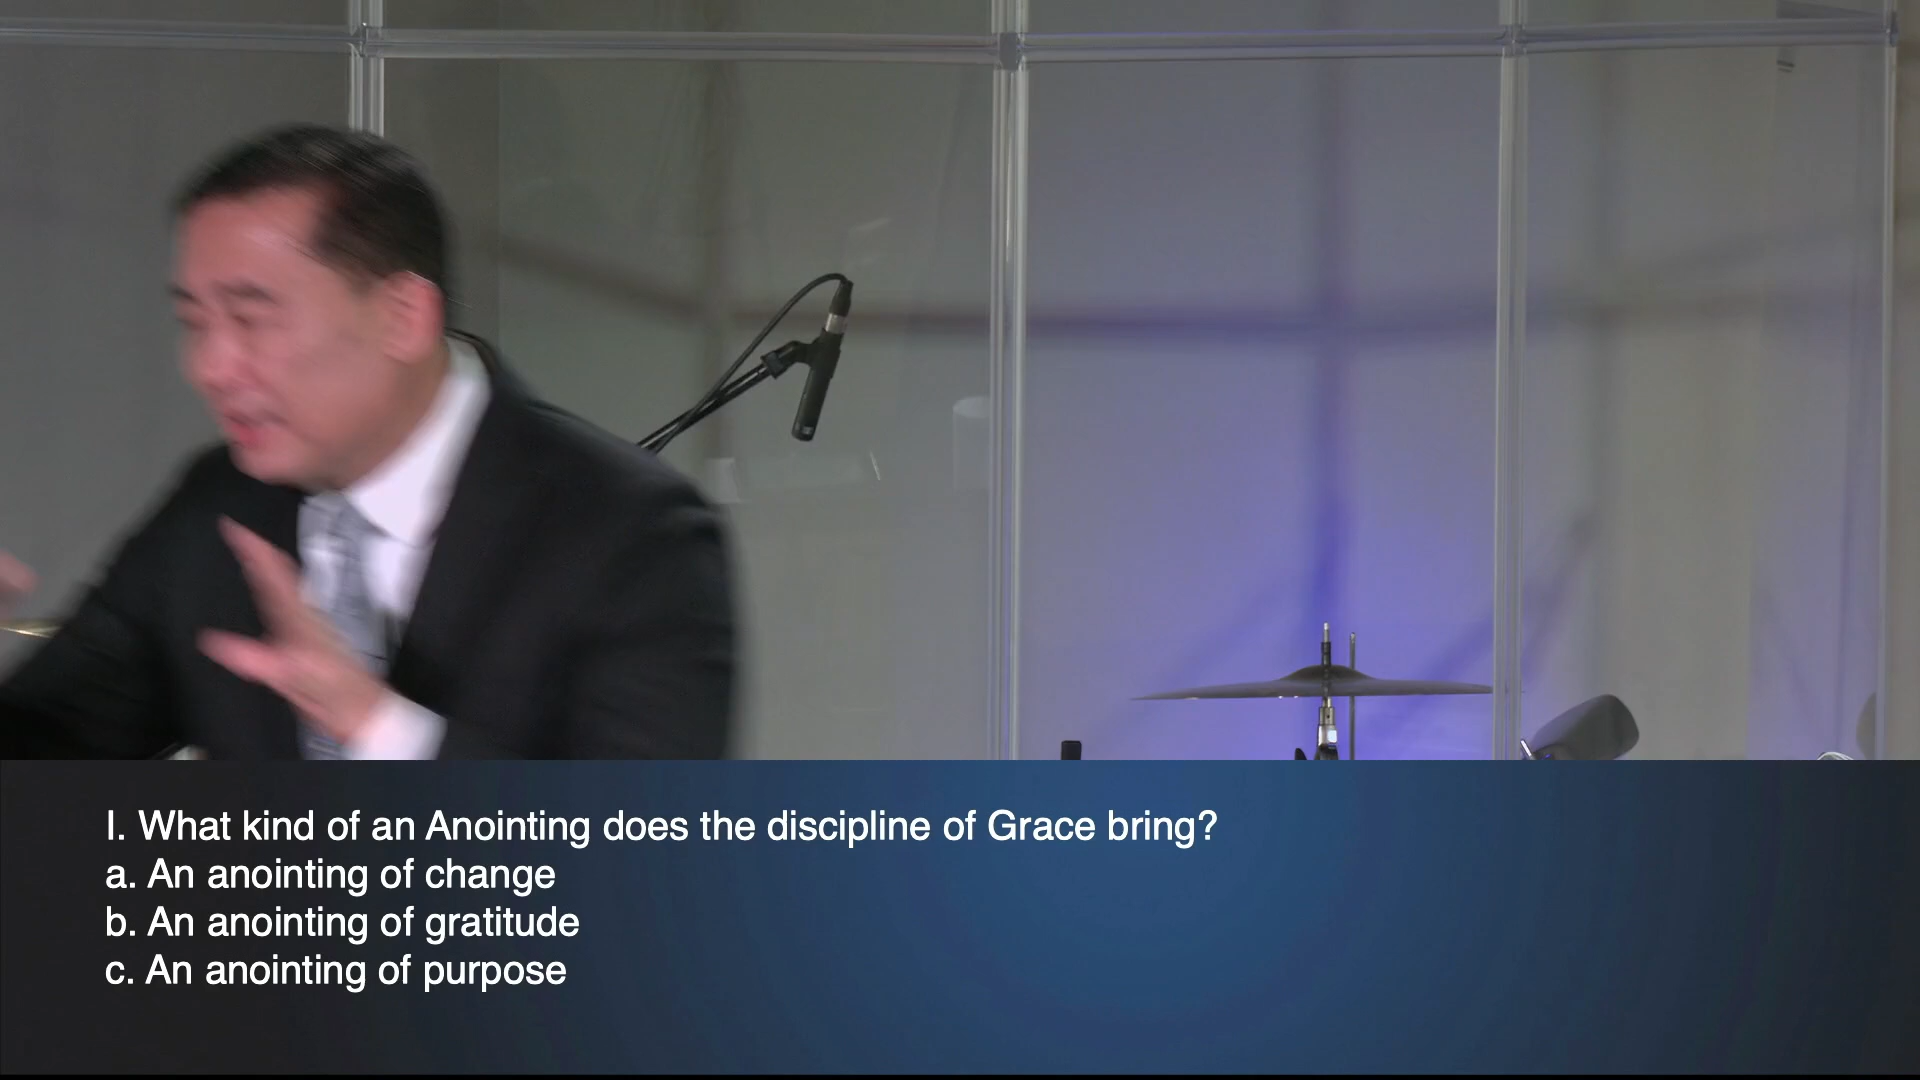 I. What kind of an Anointing does the discipline of Grace bring?
a. An anointing of change
b. An anointing of gratitude
c. An anointing of purpose